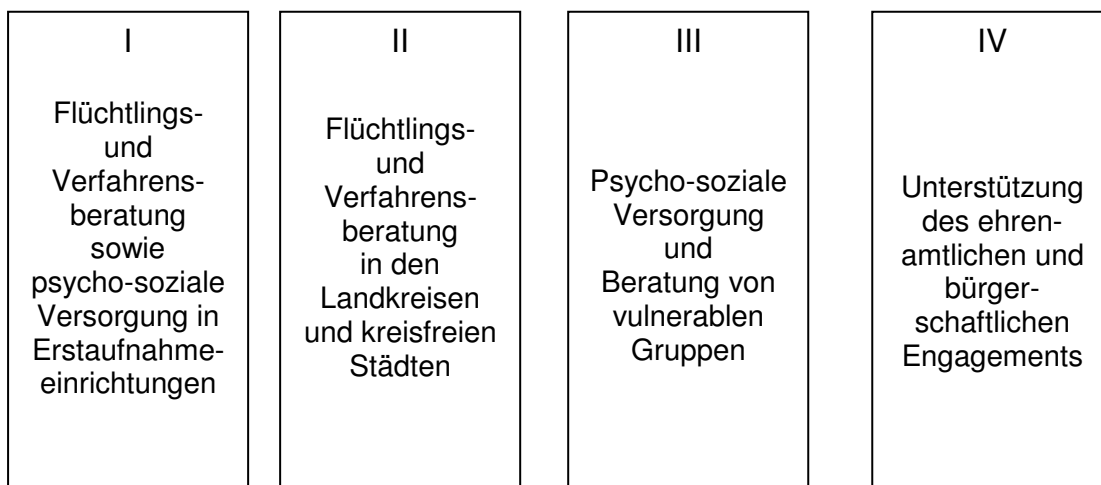 I
Flüchtlings-
und
Verfahrens-
beratung
sowie
psycho-soziale
Versorgung in
Erstaufnahme-
einrichtungen
II
Flüchtlings-
und
Verfahrens-
beratung
in den
Landkreisen
und kreisfreien
Städten
III
Psycho-soziale
Versorgung
und
Beratung von
vulnerablen
Gruppen
IV
Unterstützung
des ehren-
amtlichen und
bürger-
schaftlichen
Engagements